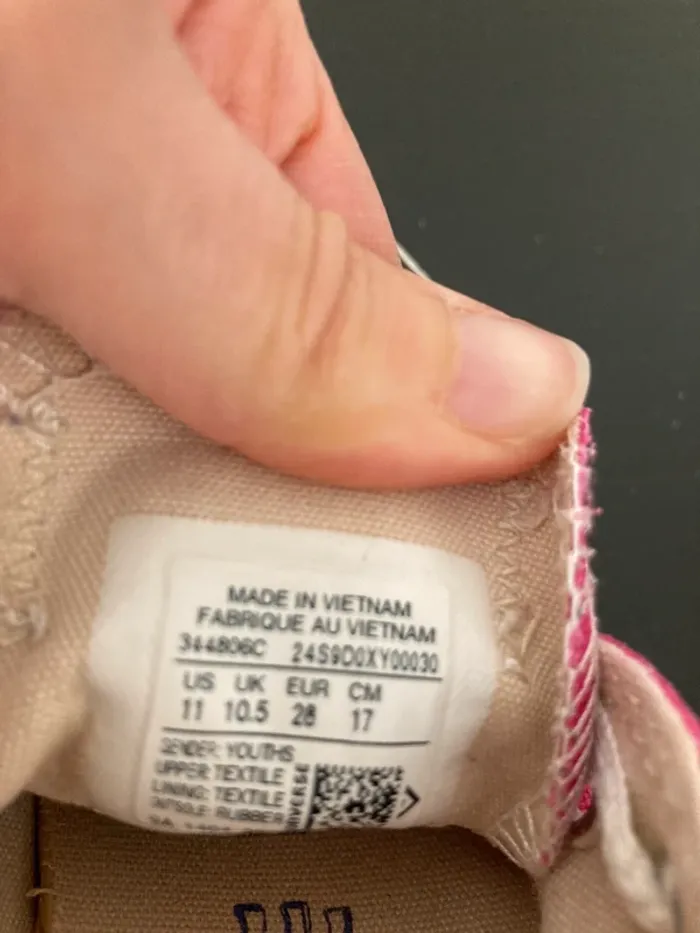 MADE IN VIETNAM
FABRIQUE AU VIETNAM
344806C 24S9D0XY00030
US UK EUR CM
11 10.5 28 17
GENDER: YOUTHS
UPPER: TEXTILE
LINING: TEXTILE
OUTSOLE: RUBBER